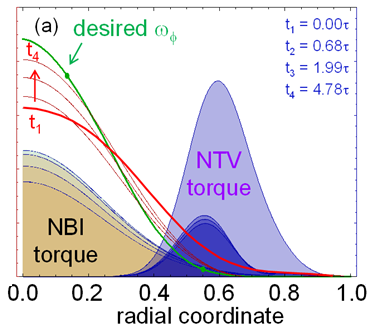 (a)
desired ωϕ
t4
t1
t1 = 0.00τ
t2 = 0.68τ
t3 = 1.99τ
t4 = 4.78τ
NTV
torque
NBI
torque
0.0 0.2 0.4 0.6 0.8 1.0
radial coordinate